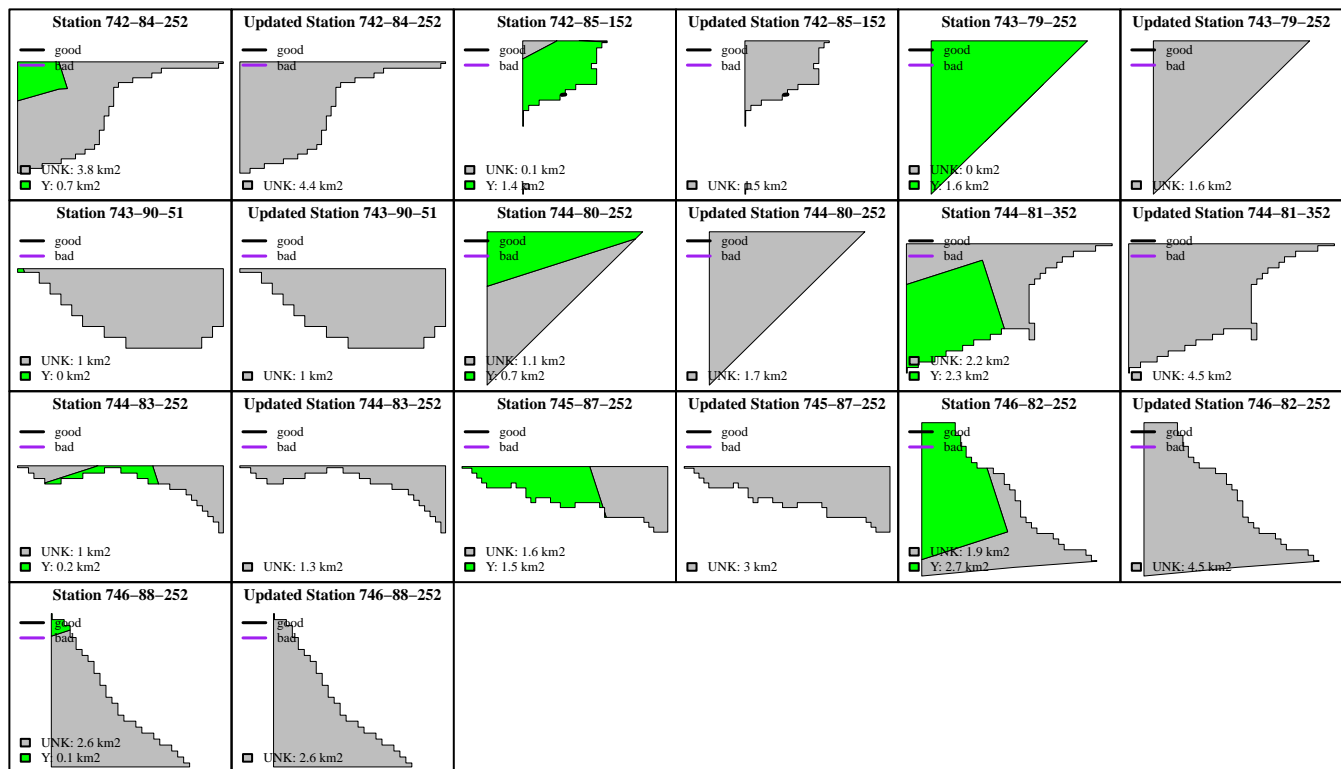 Station 742−84−252
good
bad
UNK: 3.8 km2
Y: 0.7 km2
Updated Station 742−84−252
good
bad
UNK: 4.4 km2
Station 742−85−152
good
bad
UNK: 0.1 km2
Y: 1.4 km2
Updated Station 742−85−152
good
bad
UNK: 1.5 km2
Station 743−79−252
good
bad
UNK: 0 km2
Y: 1.6 km2
Updated Station 743−79−252
good
bad
UNK: 1.6 km2
Station 743−90−51
good
bad
UNK: 1 km2
Y: 0 km2
Updated Station 743−90−51
good
bad
UNK: 1 km2
Station 744−80−252
good
bad
UNK: 1.1 km2
Y: 0.7 km2
Updated Station 744−80−252
good
bad
UNK: 1.7 km2
Station 744−81−352
good
bad
UNK: 2.2 km2
Y: 2.3 km2
Updated Station 744−81−352
good
bad
UNK: 4.5 km2
Station 744−83−252
good
bad
UNK: 1 km2
Y: 0.2 km2
Updated Station 744−83−252
good
bad
UNK: 1.3 km2
Station 745−87−252
good
bad
UNK: 1.6 km2
Y: 1.5 km2
Updated Station 745−87−252
good
bad
UNK: 3 km2
Station 746−82−252
good
bad
UNK: 1.9 km2
Y: 2.7 km2
Updated Station 746−82−252
good
bad
UNK: 4.5 km2
Station 746−88−252
good
bad
UNK: 2.6 km2
Y: 0.1 km2
Updated Station 746−88−252
good
bad
UNK: 2.6 km2